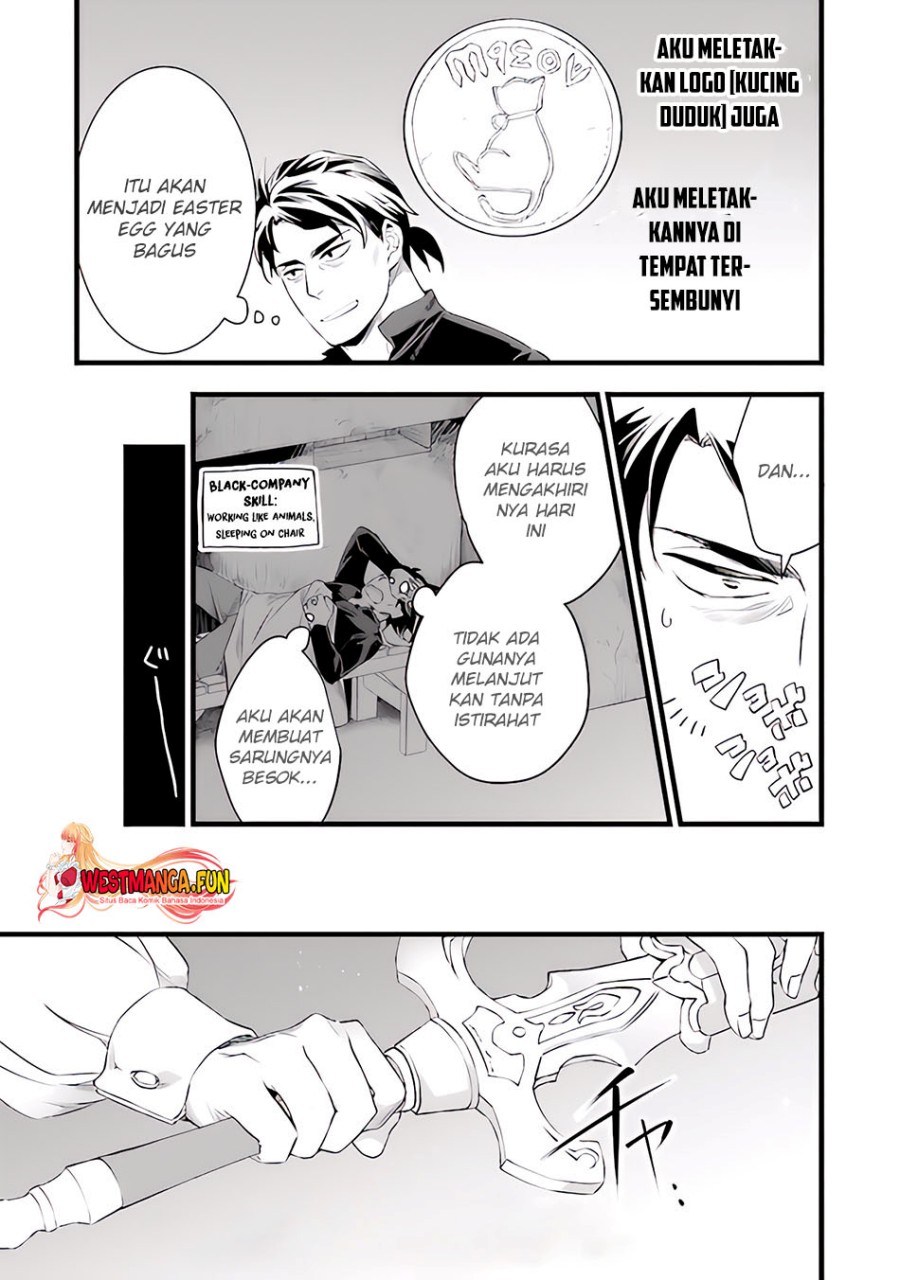 AKU MELETAK-
KAN LOGO [KUCING
DUDUK] JUGA
AKU MELETAK-
KANNYA DI
TEMPAT TER-
SEMBUNYI
ITU AKAN
MENJADI EASTER
EGG YANG
BAGUS
DAN...
KURASA
AKU HARUS
MENGAKHIRI
NYA HARI
INI
TIDAK ADA
GUNANYA
MELANJUT
KAN TANPA
ISTIRAHAT
BLACK-COMPANY
SKILL:
WORKING LIKE ANIMALS,
SLEEPING ON CHAIR
AKU AKAN
MEMBUAT
SARUNGNYA
BESOK...
WESTMANGA.FUN
Situs Baca Komik Bahasa Indonesia
チャ